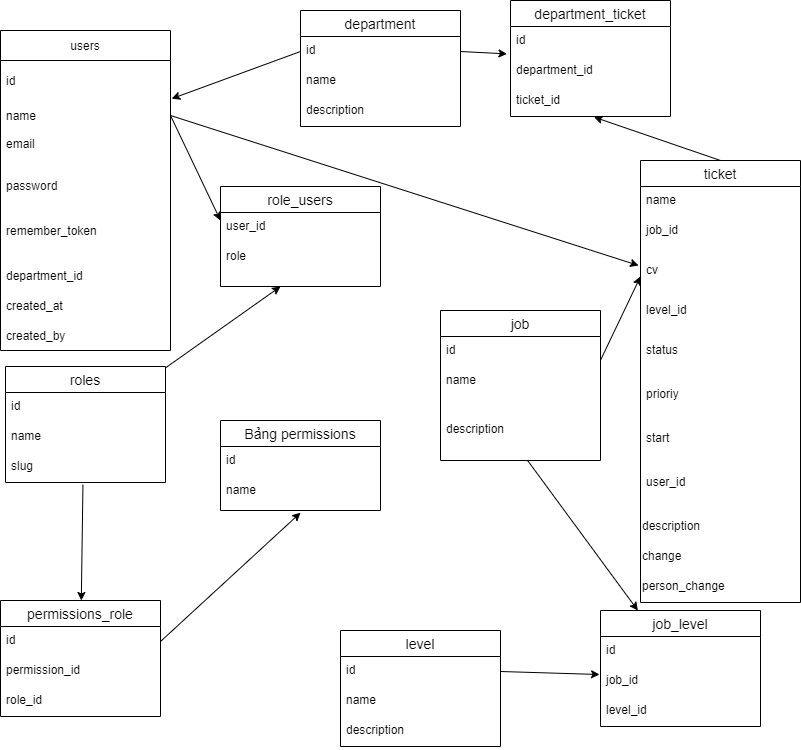 users
id
name
email
password
remember_token
department_id
created_at
created_by
department
id
name
description
department_ticket
id
department_id
ticket_id
role_users
user_id
role
ticket
name
job_id
cv
level_id
status
prioriy
start
user_id
description
change
person_change
job
id
name
description
roles
id
name
slug
Bảng permissions
id
name
permissions_role
id
permission_id
role_id
level
id
name
description
job_level
id
job_id
level_id